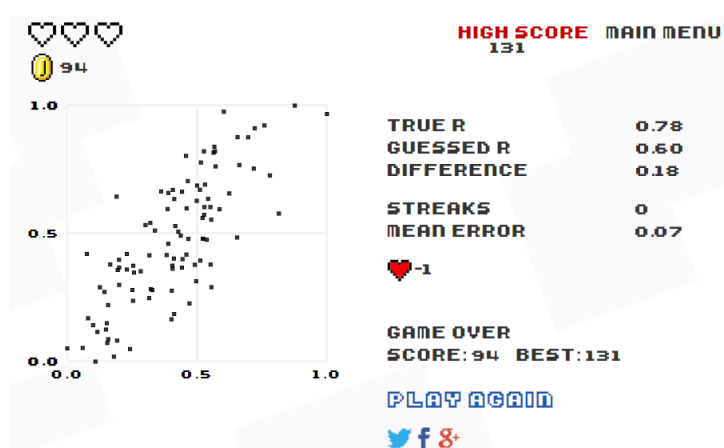 HIGH SCORE MAIN MENU
131
94
TRUE R 0.78
GUESSED R 0.60
DIFFERENCE 0.18
STREAKS 0
MEAN ERROR 0.07
-1
GAME OVER
SCORE: 94 BEST: 131
PLAY AGAIN
1.0
0.5
0.0
0.0 0.5 1.0